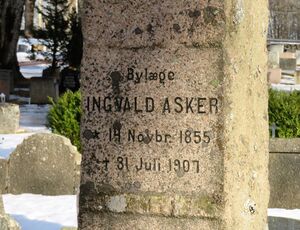 Bylæge
INGVALD ASKER
* 14 Novbr. 1855
† 31 Juli 1907